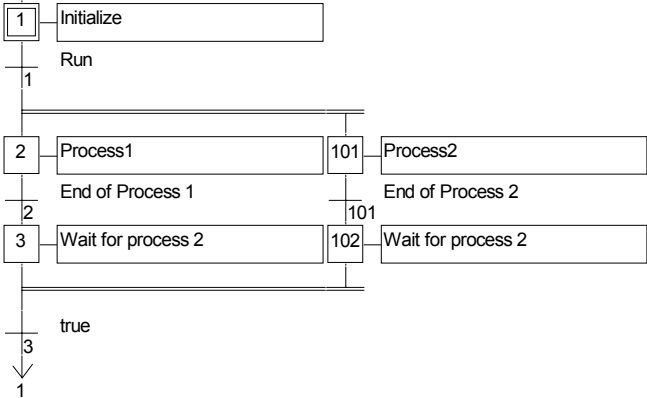 1 Initialize
Run
1
2 Process1 101 Process2
End of Process 1 End of Process 2
2 101
3 Wait for process 2 102 Wait for process 2
true
3
1